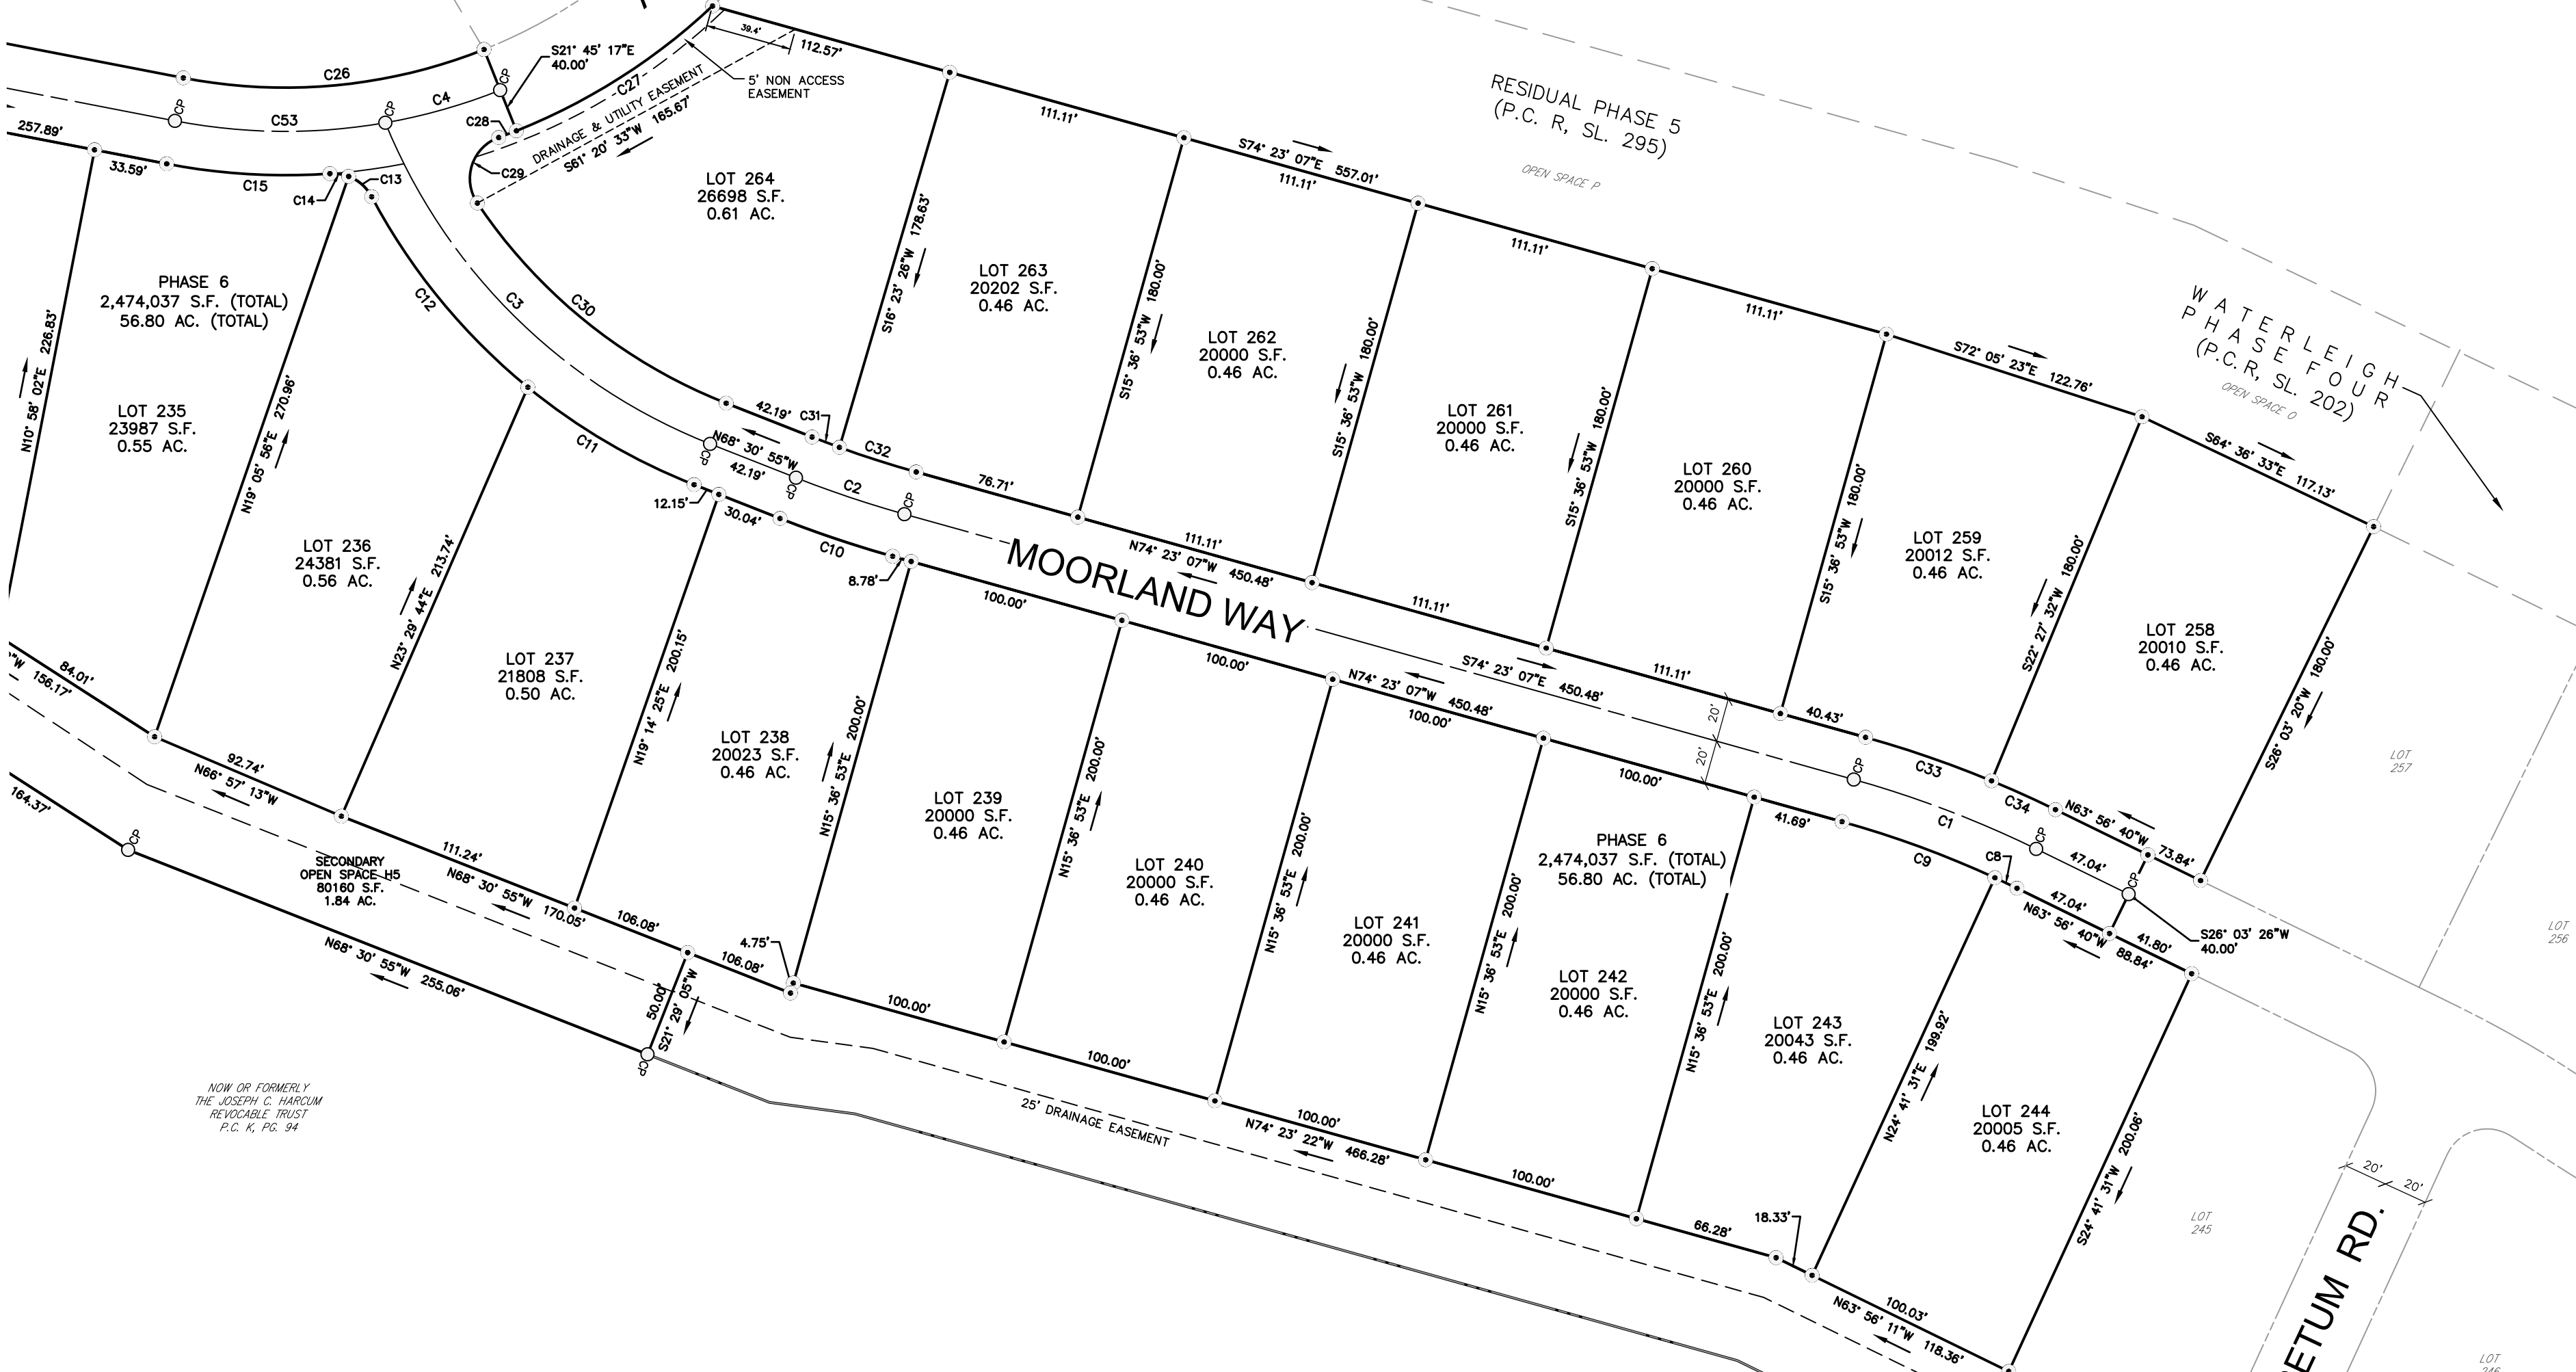 C26
S21° 45' 17"E
40.00'
CP
C27
39.4'
112.57'
5' NON ACCESS
EASEMENT
DRAINAGE & UTILITY EASEMENT
S61° 20' 33"W 165.67'
C28
C29
C4
CP
CP
C53
257.89'
33.59'
C15
C14
C13
LOT 264
26698 S.F.
0.61 AC.
111.11'
S74° 23' 07"E 557.01'
111.11'
111.11'
111.11'
RESIDUAL PHASE 5
(P.C. R, SL. 295)
OPEN SPACE P
WATERLEIGH
PHASE FOUR
(P.C. R, SL. 202)
OPEN SPACE O
S72° 05' 23"E 122.76'
S64° 36' 33"E
117.13'
S16° 23' 26"W 178.63'
LOT 263
20202 S.F.
0.46 AC.
S15° 36' 53"W 180.00'
LOT 262
20000 S.F.
0.46 AC.
S15° 36' 53"W 180.00'
LOT 261
20000 S.F.
0.46 AC.
S15° 36' 53"W 180.00'
LOT 260
20000 S.F.
0.46 AC.
S15° 36' 53"W 180.00'
LOT 259
20012 S.F.
0.46 AC.
S22° 27' 32"W 180.00'
LOT 258
20010 S.F.
0.46 AC.
S26° 03' 20"W 180.00'
LOT
257
LOT
256
PHASE 6
2,474,037 S.F. (TOTAL)
56.80 AC. (TOTAL)
N10° 58' 02"E 226.83'
LOT 235
23987 S.F.
0.55 AC.
N19° 05' 56"E 270.96'
C12
C3
C30
C11
42.19'
C31
C32
N68° 30' 55"W
42.19'
CP
CP
C2
CP
76.71'
12.15'
30.04'
C10
8.78'
111.11'
N74° 23' 07"W 450.48'
111.11'
111.11'
40.43'
C33
C34
N63° 56' 40"W
73.84'
MOORLAND WAY
S74° 23' 07"E 450.48'
20'
20'
CP
C1
CP
47.04'
CP
S26° 03' 26"W
40.00'
100.00'
100.00'
N74° 23' 07"W 450.48'
100.00'
100.00'
41.69'
C9
C8
47.04'
N63° 56' 40"W
41.80'
88.84'
LOT 236
24381 S.F.
0.56 AC.
N23° 29' 44"E 213.74'
LOT 237
21808 S.F.
0.50 AC.
N19° 14' 25"E 200.15'
LOT 238
20023 S.F.
0.46 AC.
N15° 36' 53"E 200.00'
LOT 239
20000 S.F.
0.46 AC.
N15° 36' 53"E 200.00'
LOT 240
20000 S.F.
0.46 AC.
N15° 36' 53"E 200.00'
LOT 241
20000 S.F.
0.46 AC.
N15° 36' 53"E 200.00'
PHASE 6
2,474,037 S.F. (TOTAL)
56.80 AC. (TOTAL)
LOT 242
20000 S.F.
0.46 AC.
N15° 36' 53"E 200.00'
LOT 243
20043 S.F.
0.46 AC.
N24° 41' 31"E 199.92'
LOT 244
20005 S.F.
0.46 AC.
S24° 41' 31"W 200.06'
LOT
245
20'
20'
ETUM RD.
84.01'
"W 156.17'
92.74'
N66° 57' 13"W
164.37'
CP
111.24'
N68° 30' 55"W 170.05'
106.08'
SECONDARY
OPEN SPACE H5
80160 S.F.
1.84 AC.
N68° 30' 55"W 255.06'
50.00'
S21° 29' 05"W
CP
106.08'
4.75'
100.00'
100.00'
100.00'
N74° 23' 22"W 466.28'
100.00'
66.28'
18.33'
100.03'
N63° 56' 11"W 118.36'
25' DRAINAGE EASEMENT
NOW OR FORMERLY
THE JOSEPH C. HARCUM
REVOCABLE TRUST
P.C. K, PG. 94
LOT